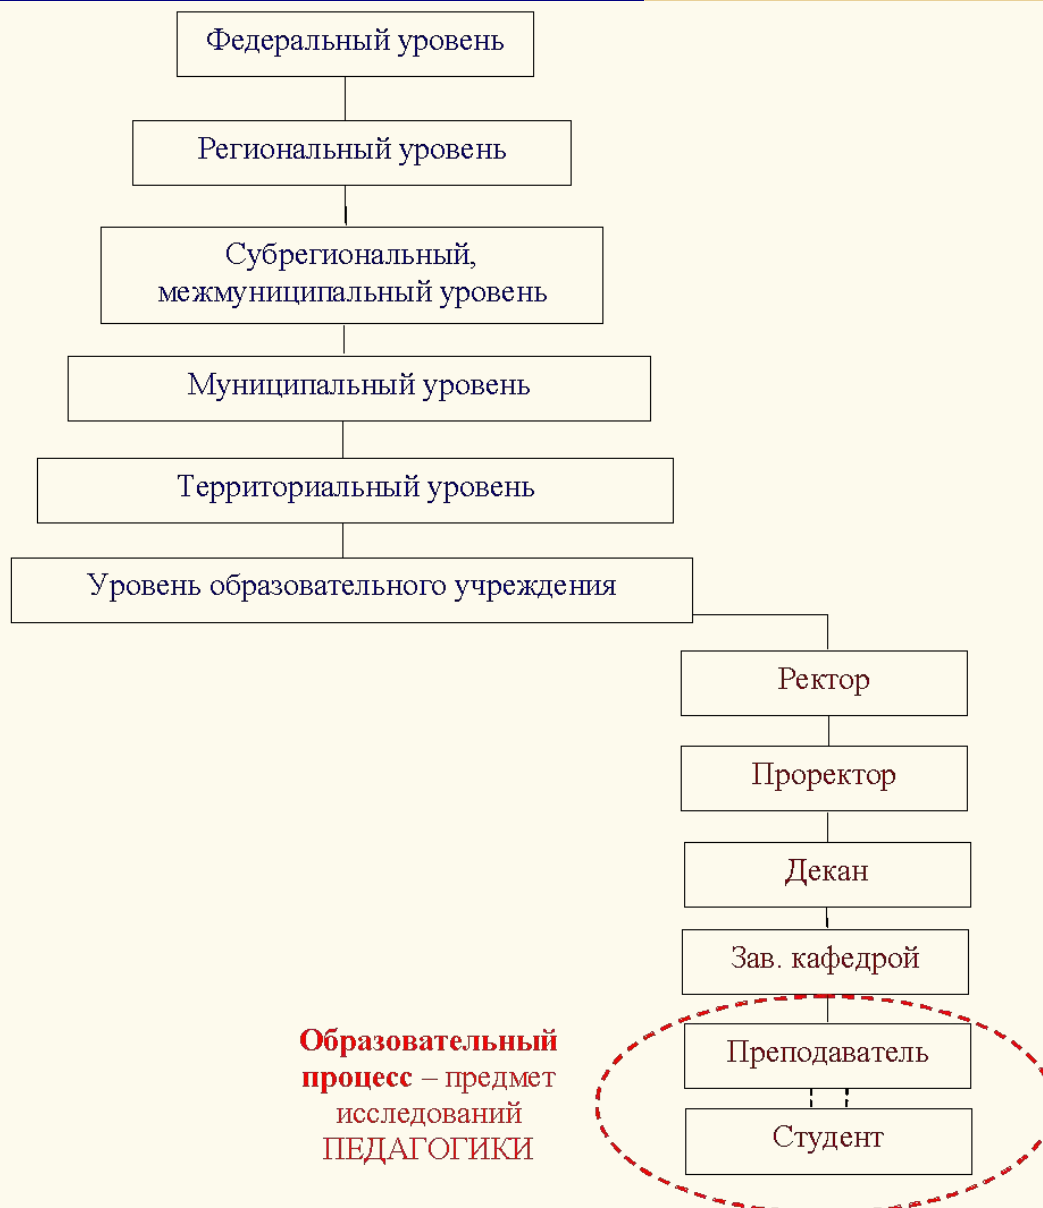 Федеральный уровень
Региональный уровень
Субрегиональный,
межмуниципальный уровень
Муниципальный уровень
Территориальный уровень
Уровень образовательного учреждения
Ректор
Проректор
Декан
Зав. кафедрой
Образовательный
процесс – предмет
исследований
ПЕДАГОГИКИ
Преподаватель
Студент